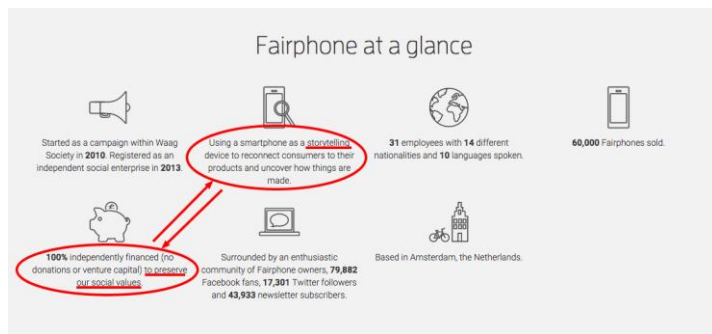 Fairphone at a glance
Started as a campaign within Waag
Society in 2010. Registered as an
independent social enterprise in 2013.
Using a smartphone as a storytelling
device to reconnect consumers to their
products and uncover how things are
made.
31 employees with 14 different
nationalities and 10 languages spoken.
60,000 Fairphones sold.
100% independently financed (no
donations or venture capital) to preserve
our social values.
Surrounded by an enthusiastic
community of Fairphone owners, 79,882
Facebook fans, 17,301 Twitter followers
and 43,933 newsletter subscribers.
Based in Amsterdam, the Netherlands.